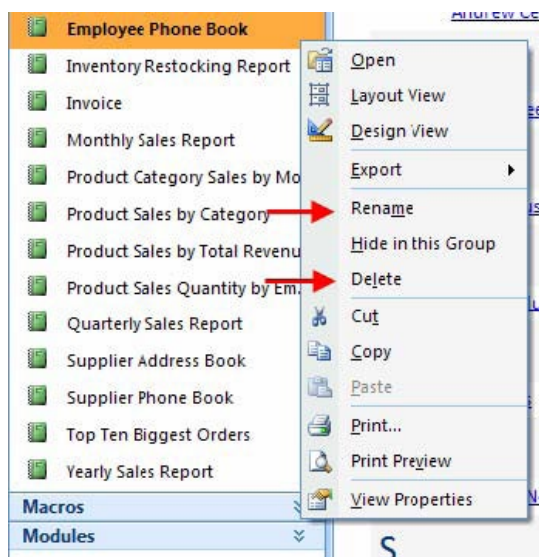 Employee Phone Book
Inventory Restocking Report
Invoice
Monthly Sales Report
Product Category Sales by Mo
Product Sales by Category
Product Sales by Total Revenu
Product Sales Quantity by Em.
Quarterly Sales Report
Supplier Address Book
Supplier Phone Book
Top Ten Biggest Orders
Yearly Sales Report
Macros
Modules
Open
Layout View
Design View
Export
Rename
Hide in this Group
Delete
Cut
Copy
Paste
Print...
Print Preview
View Properties
Andrew Ce
S